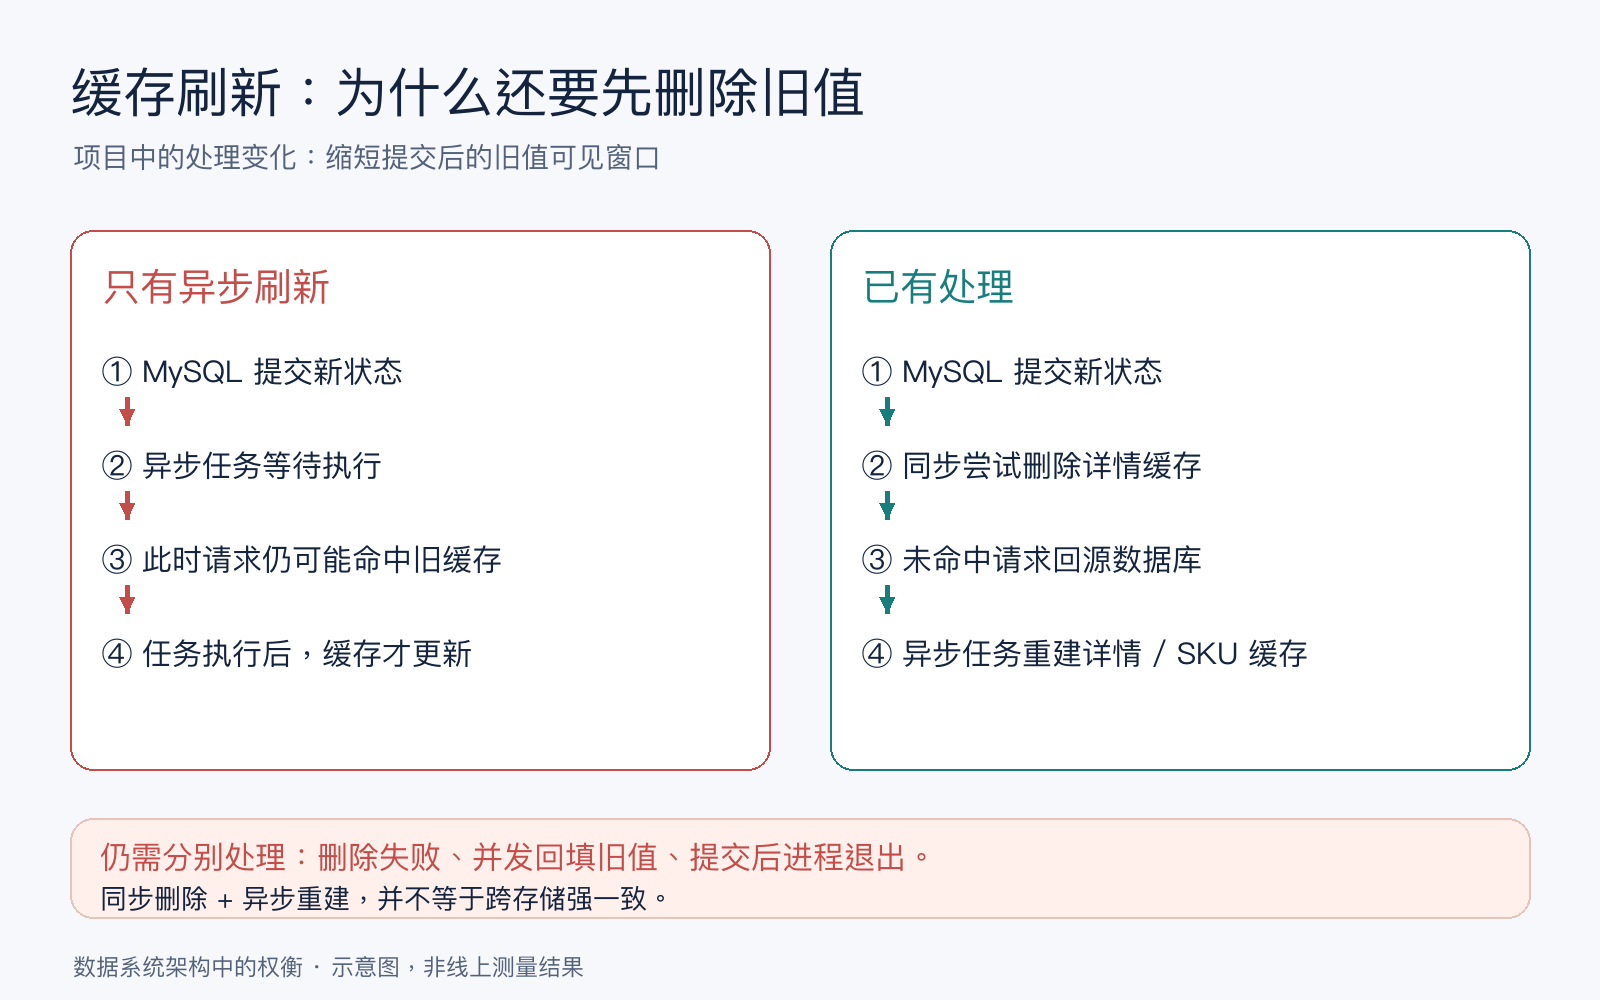 缓存刷新：为什么还要先删除旧值
项目中的处理变化：缩短提交后的旧值可见窗口
只有异步刷新
① MySQL 提交新状态
② 异步任务等待执行
③ 此时请求仍可能命中旧缓存
④ 任务执行后，缓存才更新
已有处理
① MySQL 提交新状态
② 同步尝试删除详情缓存
③ 未命中请求回源数据库
④ 异步任务重建详情 / SKU 缓存
仍需分别处理：删除失败、并发回填旧值、提交后进程退出。
同步删除 + 异步重建，并不等于跨存储强一致。
数据系统架构中的权衡 · 示意图，非线上测量结果